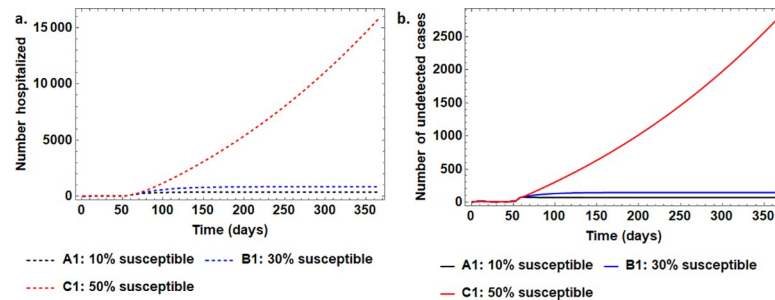 a.
Number hospitalized
15 000
10 000
5000
0
0 50 100 150 200 250 300 350
Time (days)
A1: 10% susceptible B1: 30% susceptible
C1: 50% susceptible
b.
Number of undetected cases
2500
2000
1500
1000
500
0
0 50 100 150 200 250 300 350
Time (days)
A1: 10% susceptible B1: 30% susceptible
C1: 50% susceptible